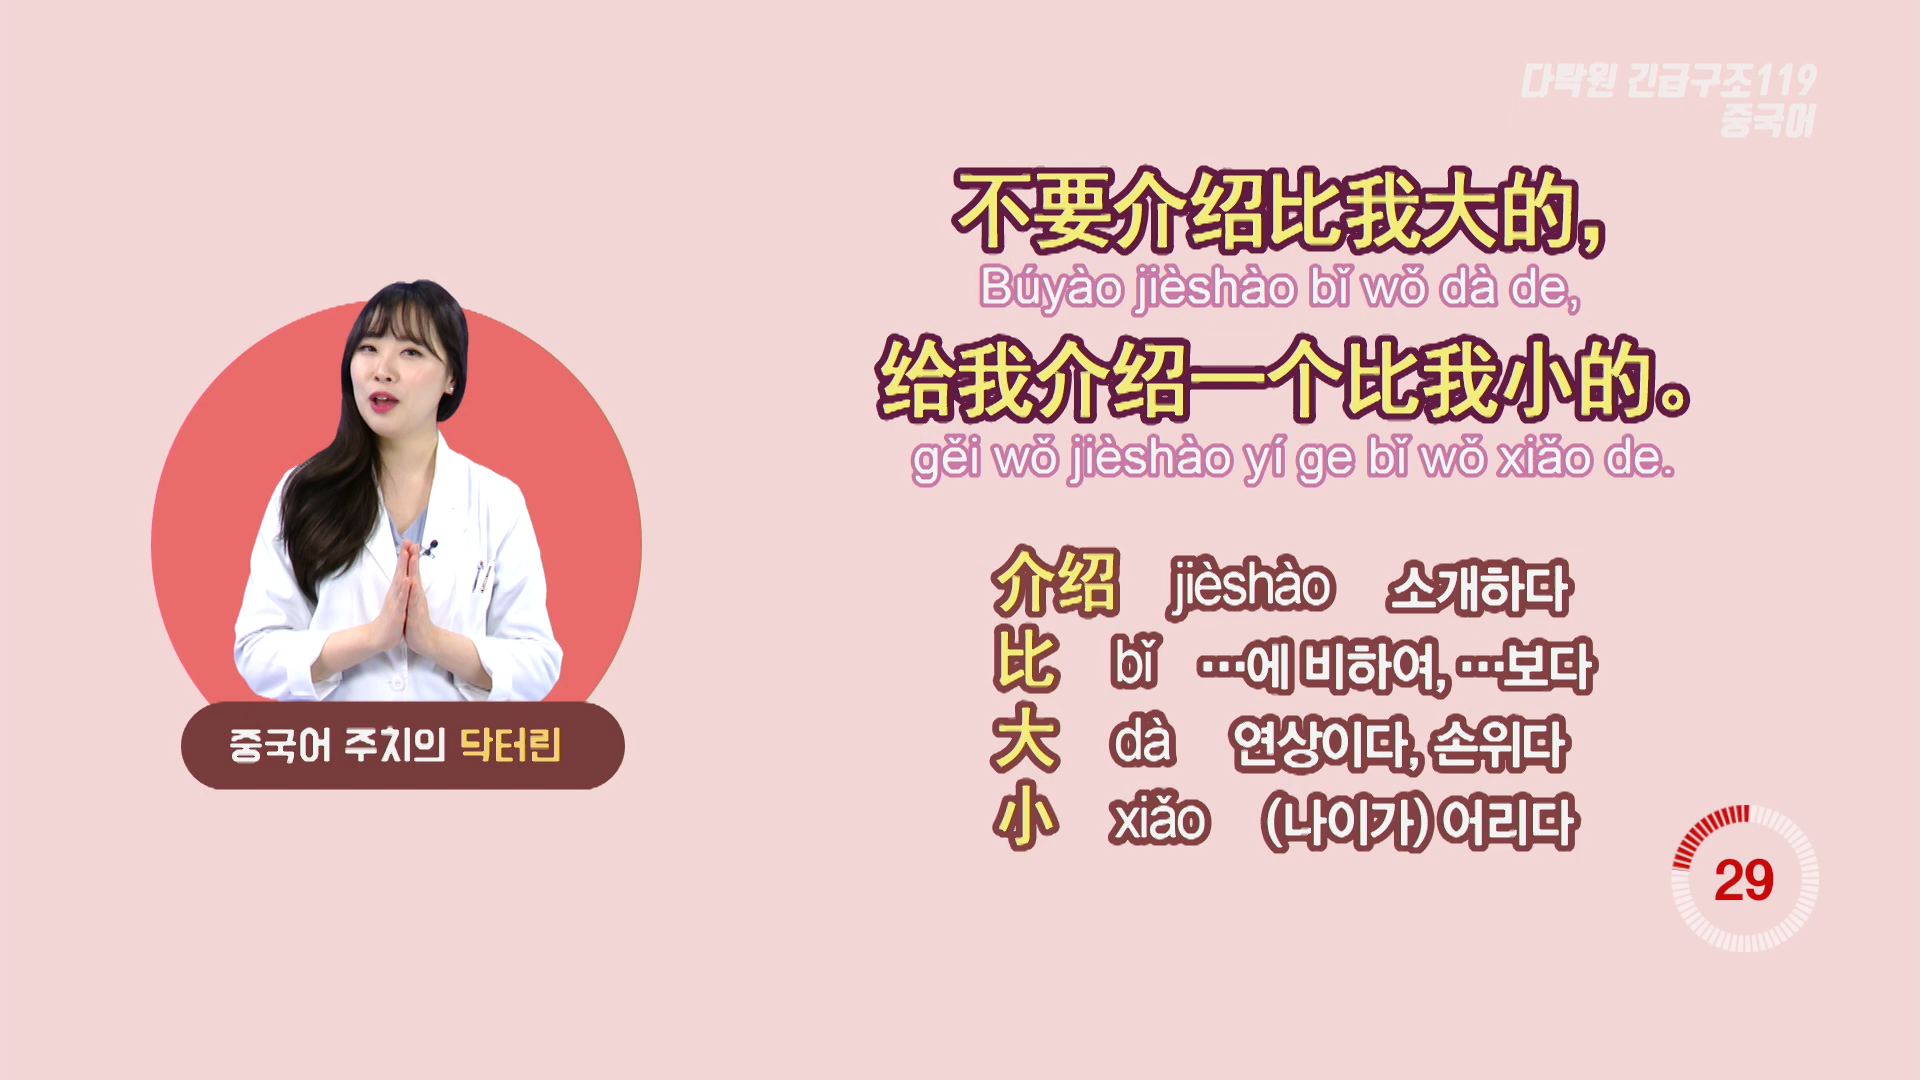 다락원 긴급구조119
중국어
不要介绍比我大的,
Búyào jièshào bǐ wǒ dà de,
给我介绍一个比我小的。
gěi wǒ jièshào yí ge bǐ wǒ xiǎo de.
介绍 jièshào 소개하다
比 bǐ …에 비하여, …보다
大 dà 연상이다, 손위다
小 xiǎo (나이가) 어리다
중국어 주치의 닥터린
29